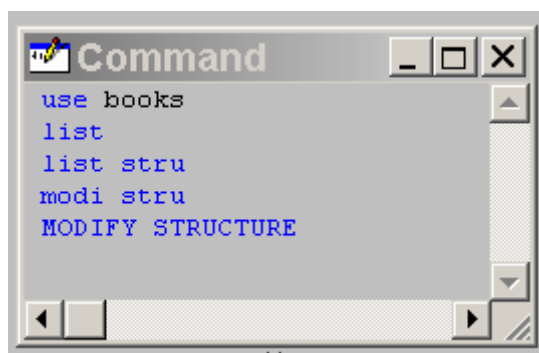 Command
use books
list
list stru
modi stru
MODIFY STRUCTURE